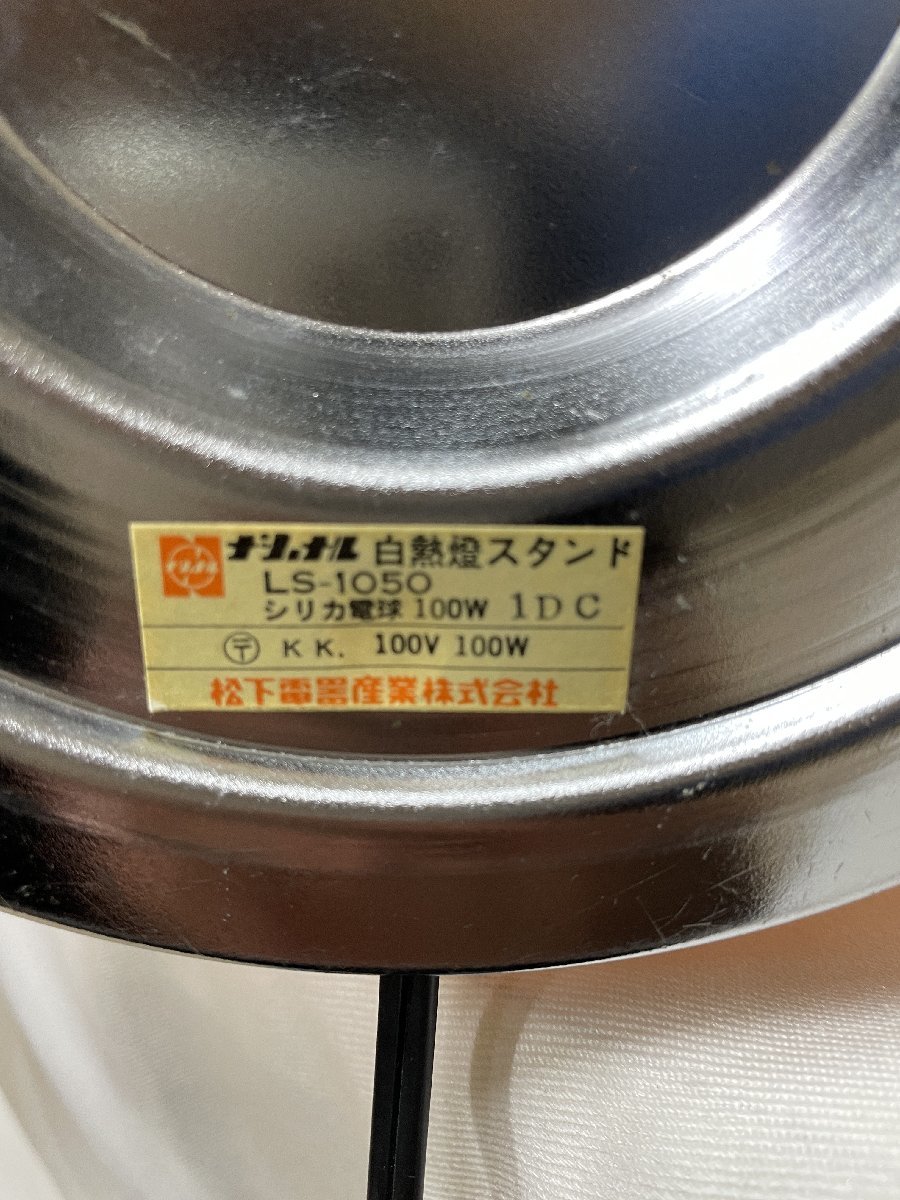 ナショナル 白熱燈スタンド
LS-1050
シリカ電球 100W 1DC
〒 KK. 100V 100W
松下電器産業株式会社